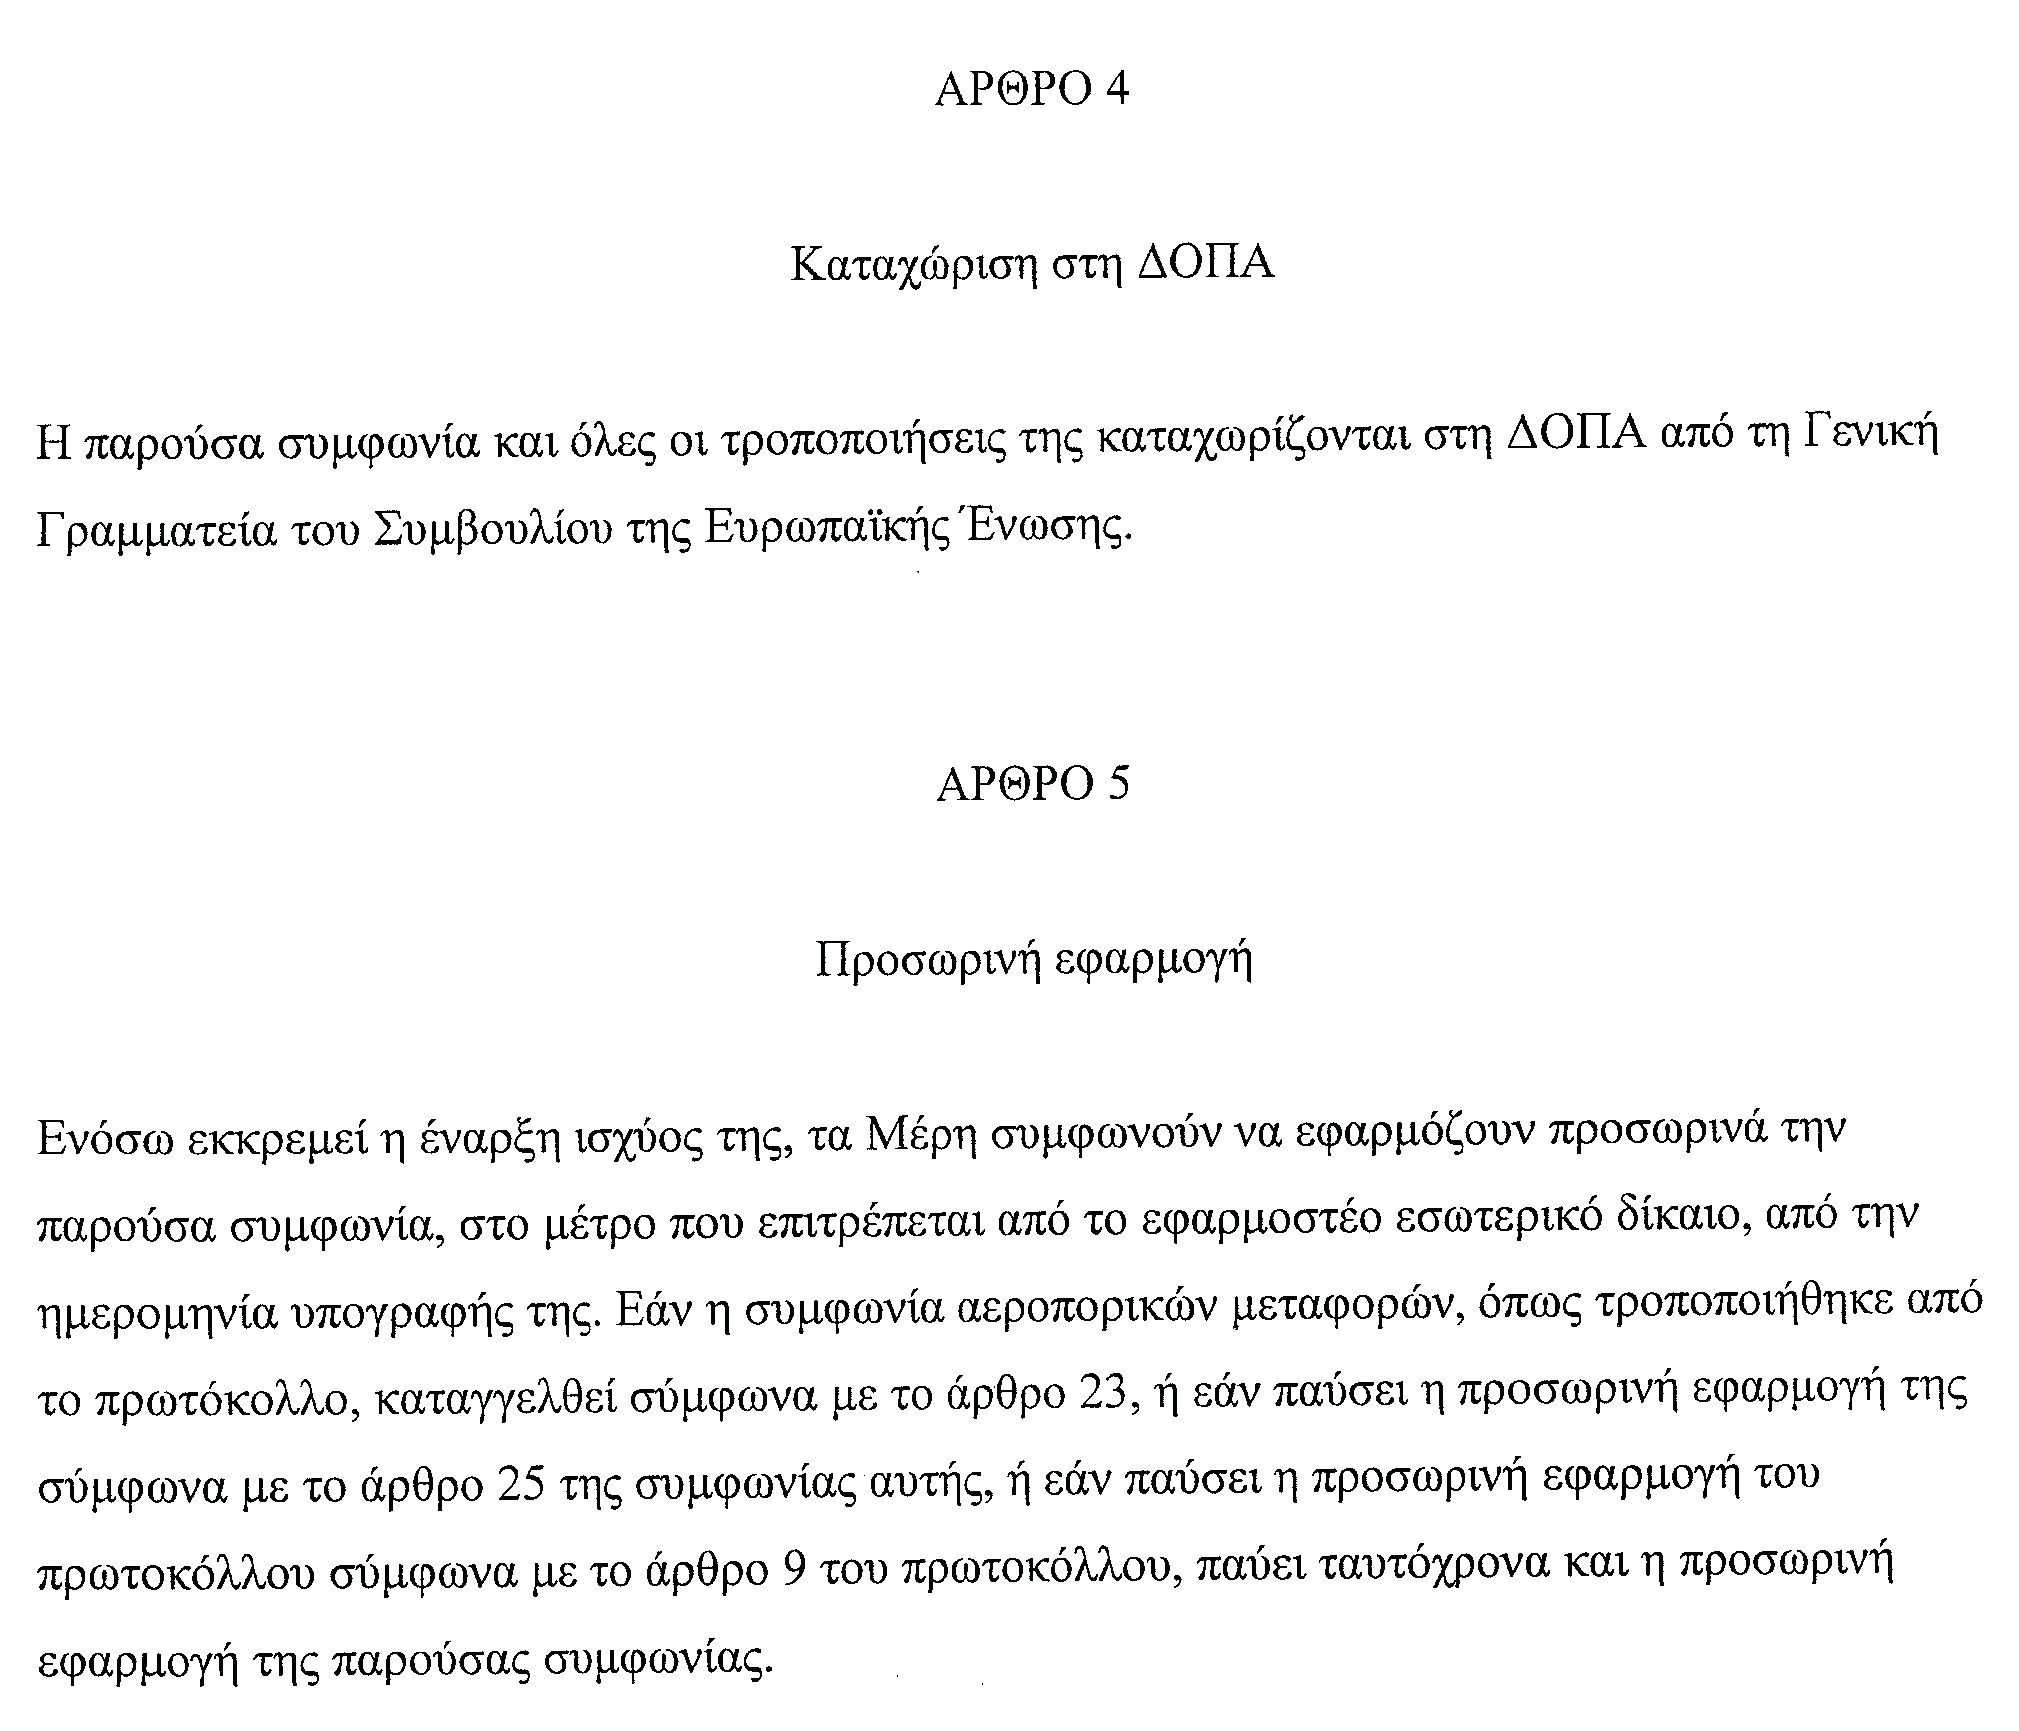 ΑΡΘΡΟ 4
Καταχώριση στη ΔΟΠΑ
Η παρούσα συμφωνία και όλες οι τροποποιήσεις της καταχωρίζονται στη ΔΟΠΑ από τη Γενική
Γραμματεία του Συμβουλίου της Ευρωπαϊκής Ένωσης.
ΑΡΘΡΟ 5
Προσωρινή εφαρμογή
Ενόσω εκκρεμεί η έναρξη ισχύος της, τα Μέρη συμφωνούν να εφαρμόζουν προσωρινά την
παρούσα συμφωνία, στο μέτρο που επιτρέπεται από το εφαρμοστέο εσωτερικό δίκαιο, από την
ημερομηνία υπογραφής της. Εάν η συμφωνία αεροπορικών μεταφορών, όπως τροποποιήθηκε από
το πρωτόκολλο, καταγγελθεί σύμφωνα με το άρθρο 23, ή εάν παύσει η προσωρινή εφαρμογή της
σύμφωνα με το άρθρο 25 της συμφωνίας αυτής, ή εάν παύσει η προσωρινή εφαρμογή του
πρωτοκόλλου σύμφωνα με το άρθρο 9 του πρωτοκόλλου, παύει ταυτόχρονα και η προσωρινή
εφαρμογή της παρούσας συμφωνίας.